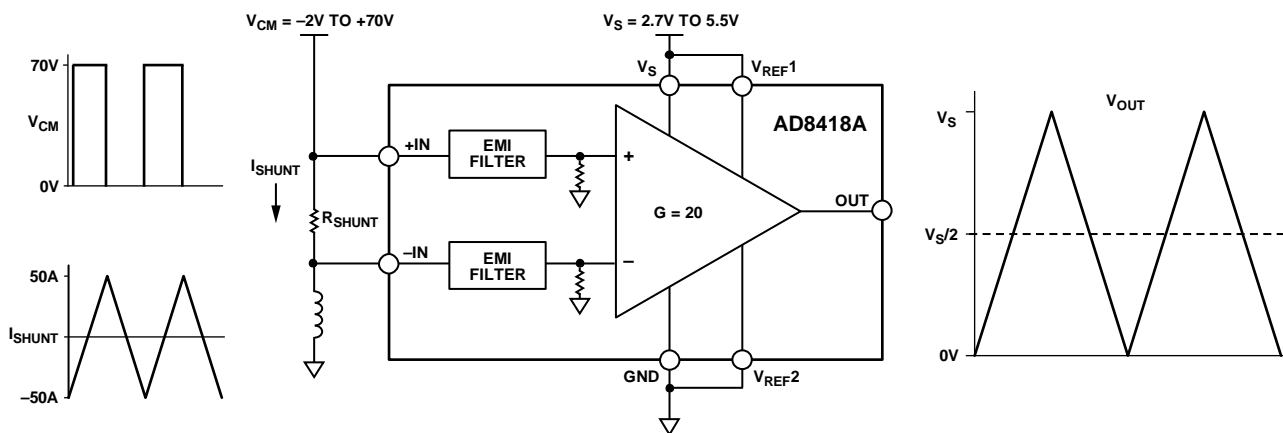 V_CM = –2V TO +70V
V_S = 2.7V TO 5.5V
70V
V_CM
0V
I_SHUNT
R_SHUNT
50A
I_SHUNT
–50A
V_S
V_REF1
AD8418A
+IN
EMI
FILTER
+
G = 20
OUT
–IN
EMI
FILTER
–
GND
V_REF2
V_OUT
V_S
V_S/2
0V